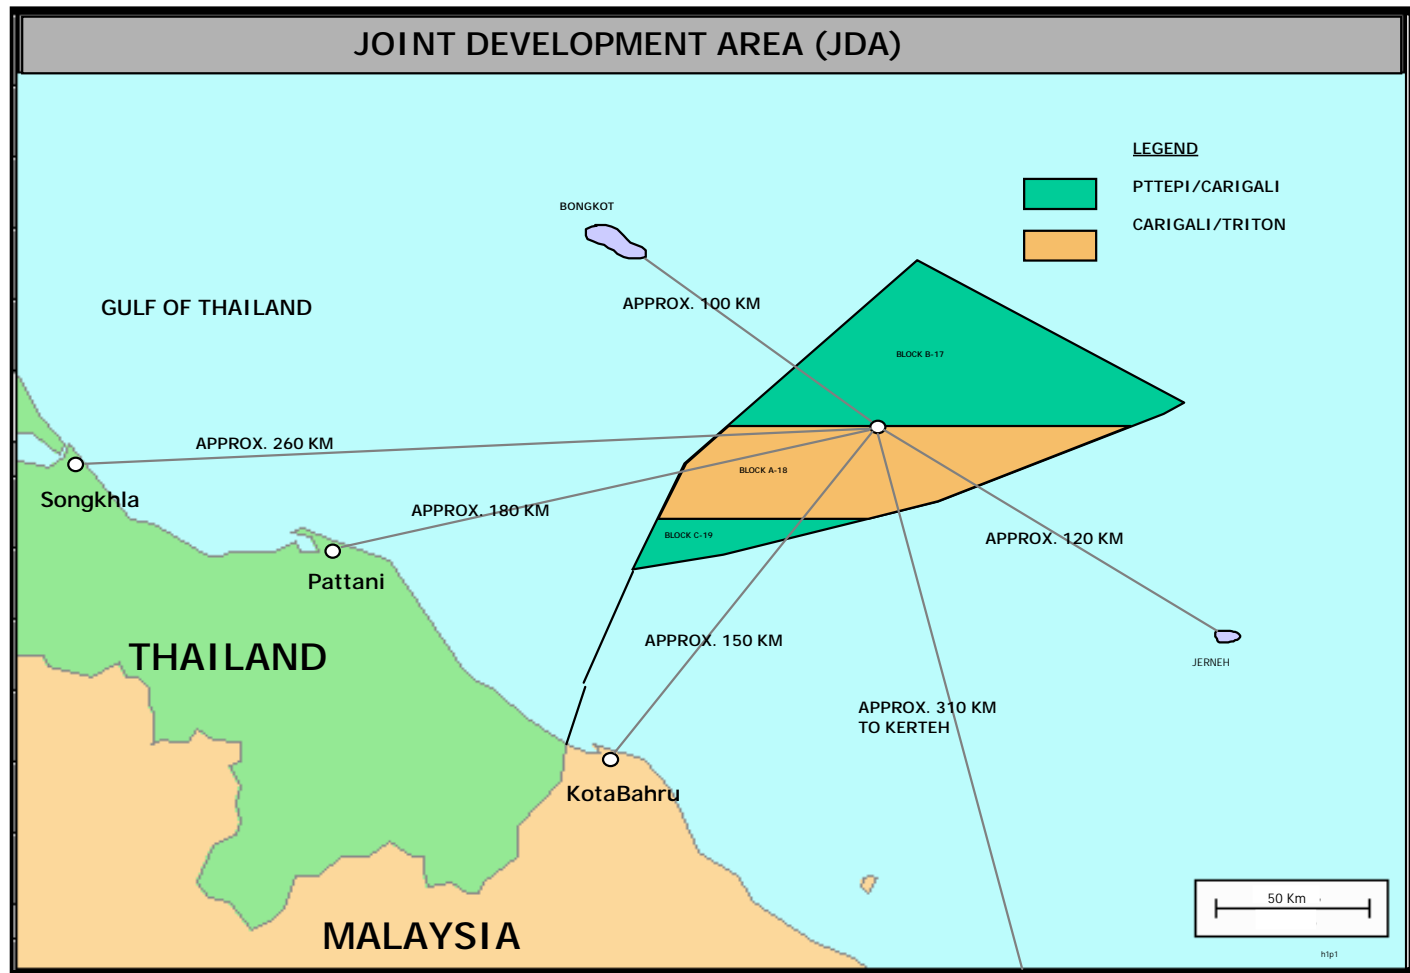 JOINT DEVELOPMENT AREA (JDA)
LEGEND
PTTEPI/CARIGALI
CARIGALI/TRITON
BONGKOT
APPROX. 100 KM
GULF OF THAILAND
BLOCK B-17
APPROX. 260 KM
BLOCK A-18
Songkhla
APPROX. 180 KM
BLOCK C-19
APPROX. 120 KM
Pattani
THAILAND
APPROX. 150 KM
JERNEH
APPROX. 310 KM
TO KERTEH
KotaBahru
MALAYSIA
50 Km
h1p1